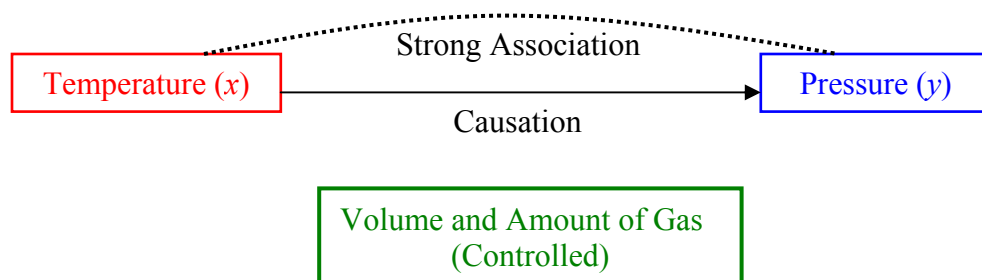 Strong Association
Temperature (x)
Pressure (y)
Causation
Volume and Amount of Gas
(Controlled)